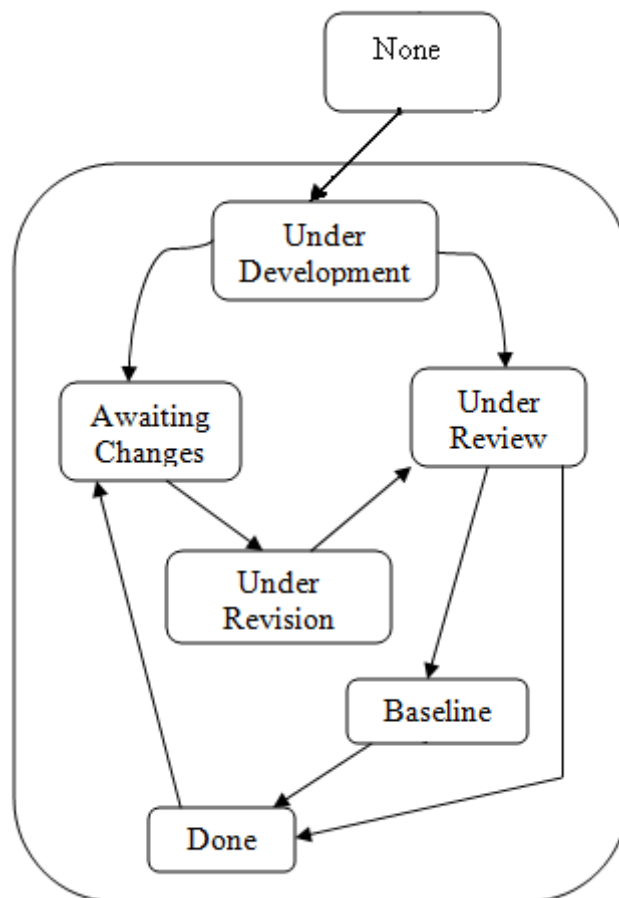 None
Under
Development
Awaiting
Changes
Under
Review
Under
Revision
Baseline
Done